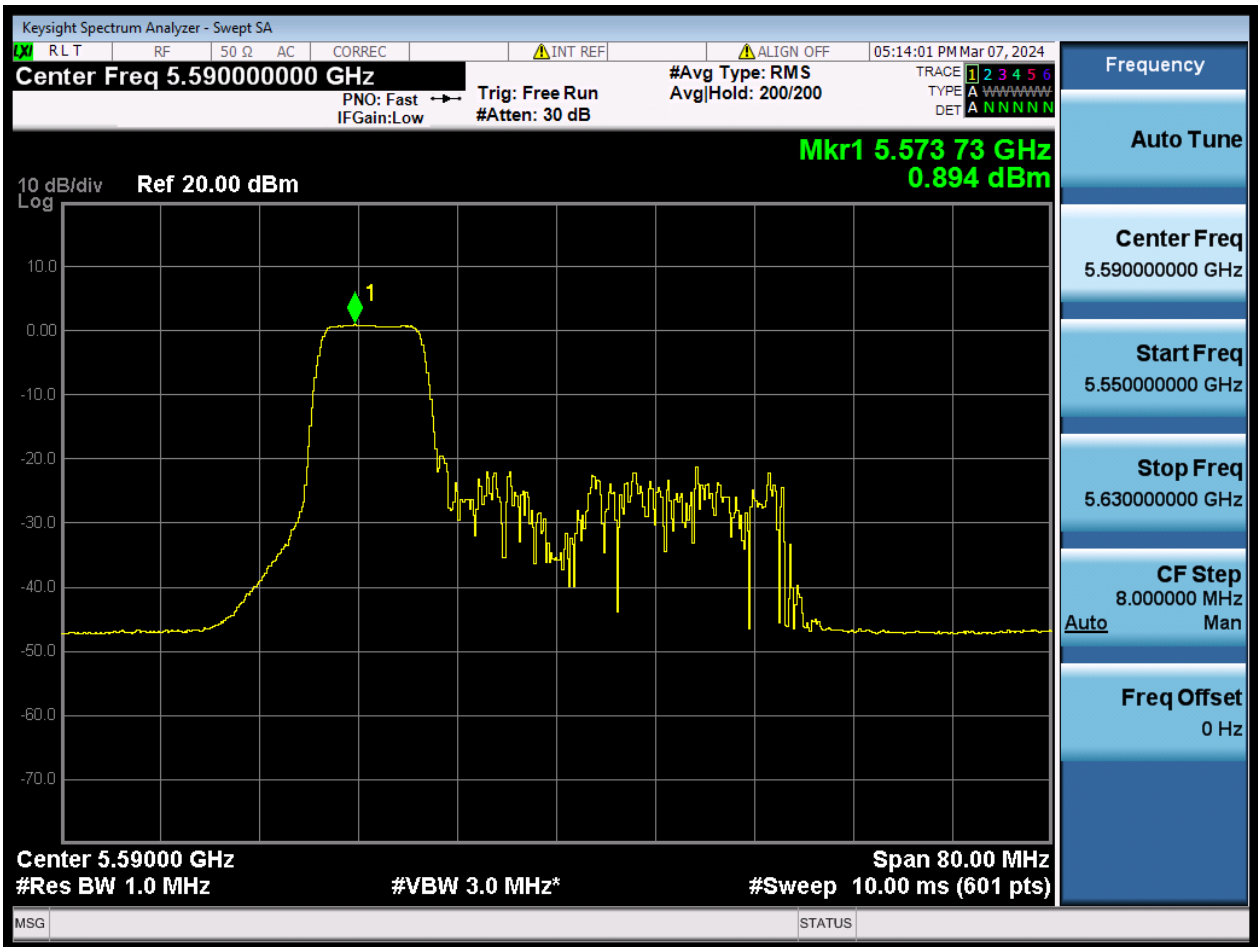 Keysight Spectrum Analyzer - Swept SA
LXI RLT RF 50 Ω AC CORREC INT REF ALIGN OFF 05:14:01 PM Mar 07, 2024
Center Freq 5.590000000 GHz
PNO: Fast
IFGain:Low
Trig: Free Run
#Atten: 30 dB
#Avg Type: RMS
Avg|Hold: 200/200
TRACE 1 2 3 4 5 6
TYPE A WWWWW
DET A N N N N N
Mkr1 5.573 73 GHz
0.894 dBm
10 dB/div Ref 20.00 dBm
Log
1
10.0
0.00
-10.0
-20.0
-30.0
-40.0
-50.0
-60.0
-70.0
Center 5.59000 GHz Span 80.00 MHz
#Res BW 1.0 MHz #VBW 3.0 MHz* #Sweep 10.00 ms (601 pts)
MSG STATUS
Frequency
Auto Tune
Center Freq
5.590000000 GHz
Start Freq
5.550000000 GHz
Stop Freq
5.630000000 GHz
CF Step
8.000000 MHz
Auto Man
Freq Offset
0 Hz